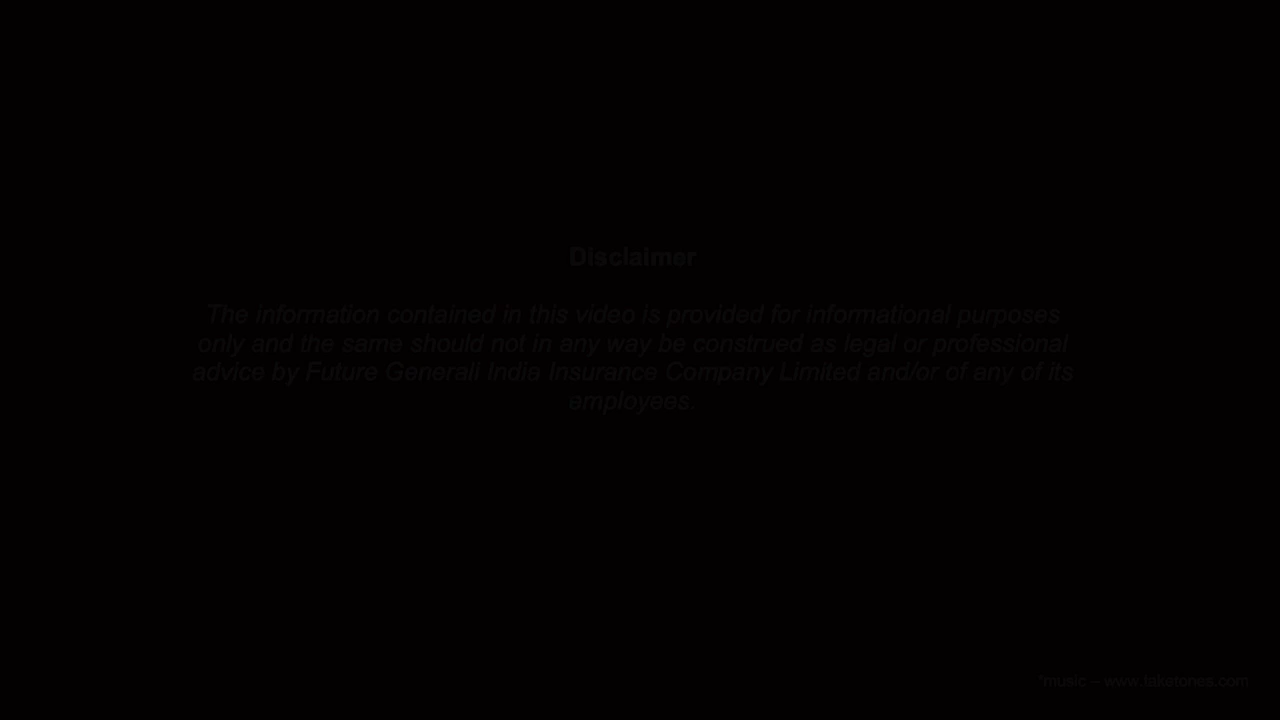 Disclaimer
The information contained in this video is provided for informational purposes
only and the same should not in any way be construed as legal or professional
advice by Future Generali India Insurance Company Limited and/or of any of its
employees.
*music – www.taketones.com